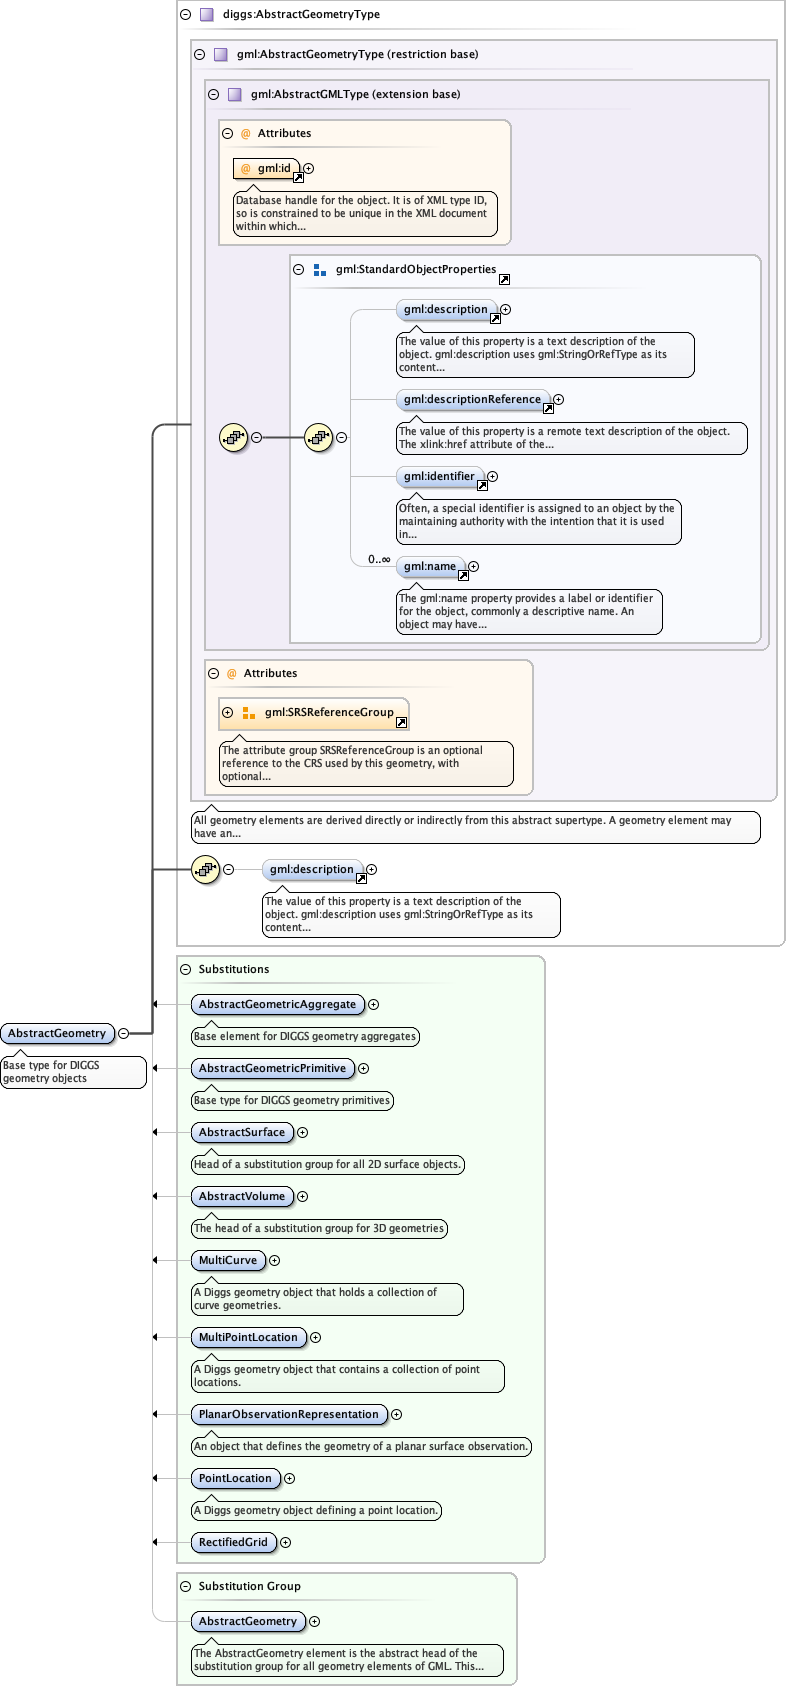 diggs:AbstractGeometryType
gml:AbstractGeometryType (restriction base)
gml:AbstractGMLType (extension base)
@ Attributes
@ gml:id
Database handle for the object. It is of XML type ID,
so is constrained to be unique in the XML document
within which...
gml:StandardObjectProperties
gml:description
The value of this property is a text description of the
object. gml:description uses gml:StringOrRefType as its
content...
gml:descriptionReference
The value of this property is a remote text description of the object.
The xlink:href attribute of the...
gml:identifier
Often, a special identifier is assigned to an object by the
maintaining authority with the intention that it is used
in...
0..∞
gml:name
The gml:name property provides a label or identifier
for the object, commonly a descriptive name. An
object may have...
@ Attributes
gml:SRSReferenceGroup
The attribute group SRSReferenceGroup is an optional
reference to the CRS used by this geometry, with
optional...
All geometry elements are derived directly or indirectly from this abstract supertype. A geometry element may
have an...
gml:description
The value of this property is a text description of the
object. gml:description uses gml:StringOrRefType as its
content...
AbstractGeometry
Base type for DIGGS
geometry objects
Substitutions
AbstractGeometricAggregate
Base element for DIGGS geometry aggregates
AbstractGeometricPrimitive
Base type for DIGGS geometry primitives
AbstractSurface
Head of a substitution group for all 2D surface objects.
AbstractVolume
The head of a substitution group for 3D geometries
MultiCurve
A Diggs geometry object that holds a collection of
curve geometries.
MultiPointLocation
A Diggs geometry object that contains a collection of point
locations.
PlanarObservationRepresentation
An object that defines the geometry of a planar surface observation.
PointLocation
A Diggs geometry object defining a point location.
RectifiedGrid
Substitution Group
AbstractGeometry
The AbstractGeometry element is the abstract head of the
substitution group for all geometry elements of GML. This...